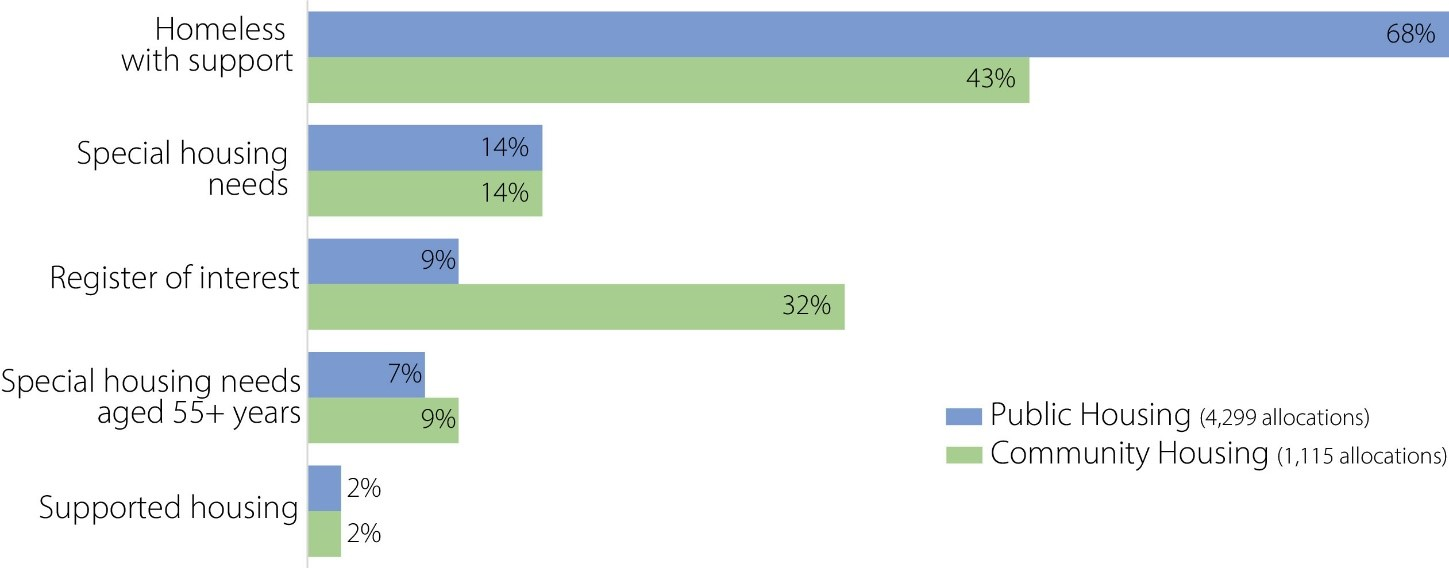 Homeless
with support
68%
43%
Special housing
needs
14%
14%
Register of interest
9%
32%
Special housing needs
aged 55+ years
7%
9%
Public Housing (4,299 allocations)
Community Housing (1,115 allocations)
Supported housing
2%
2%